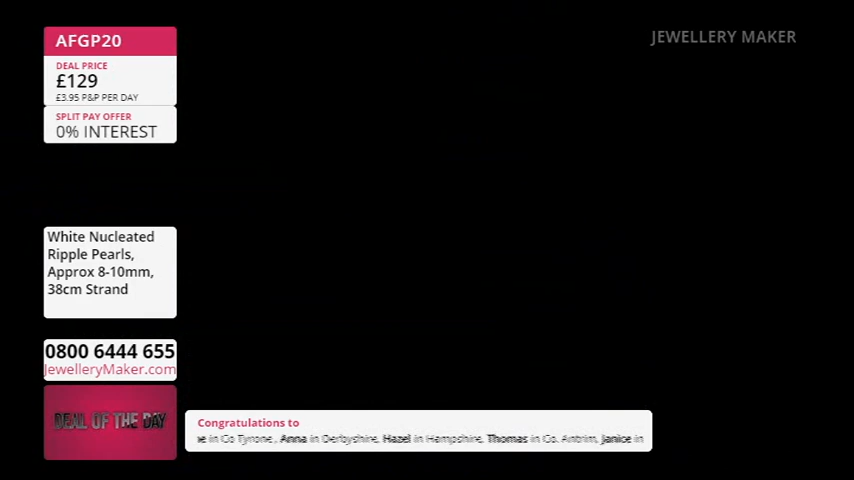 AFGP20
JEWELLERY MAKER
DEAL PRICE
£129
£3.95 P&P PER DAY
SPLIT PAY OFFER
0% INTEREST
White Nucleated
Ripple Pearls,
Approx 8-10mm,
38cm Strand
0800 6444 655
JewelleryMaker.com
DEAL OF THE DAY
Congratulations to
in Co Tyrone, Anna in Derbyshire, Hazel in Hampshire, Thomas in Co. Antrim, Janice in